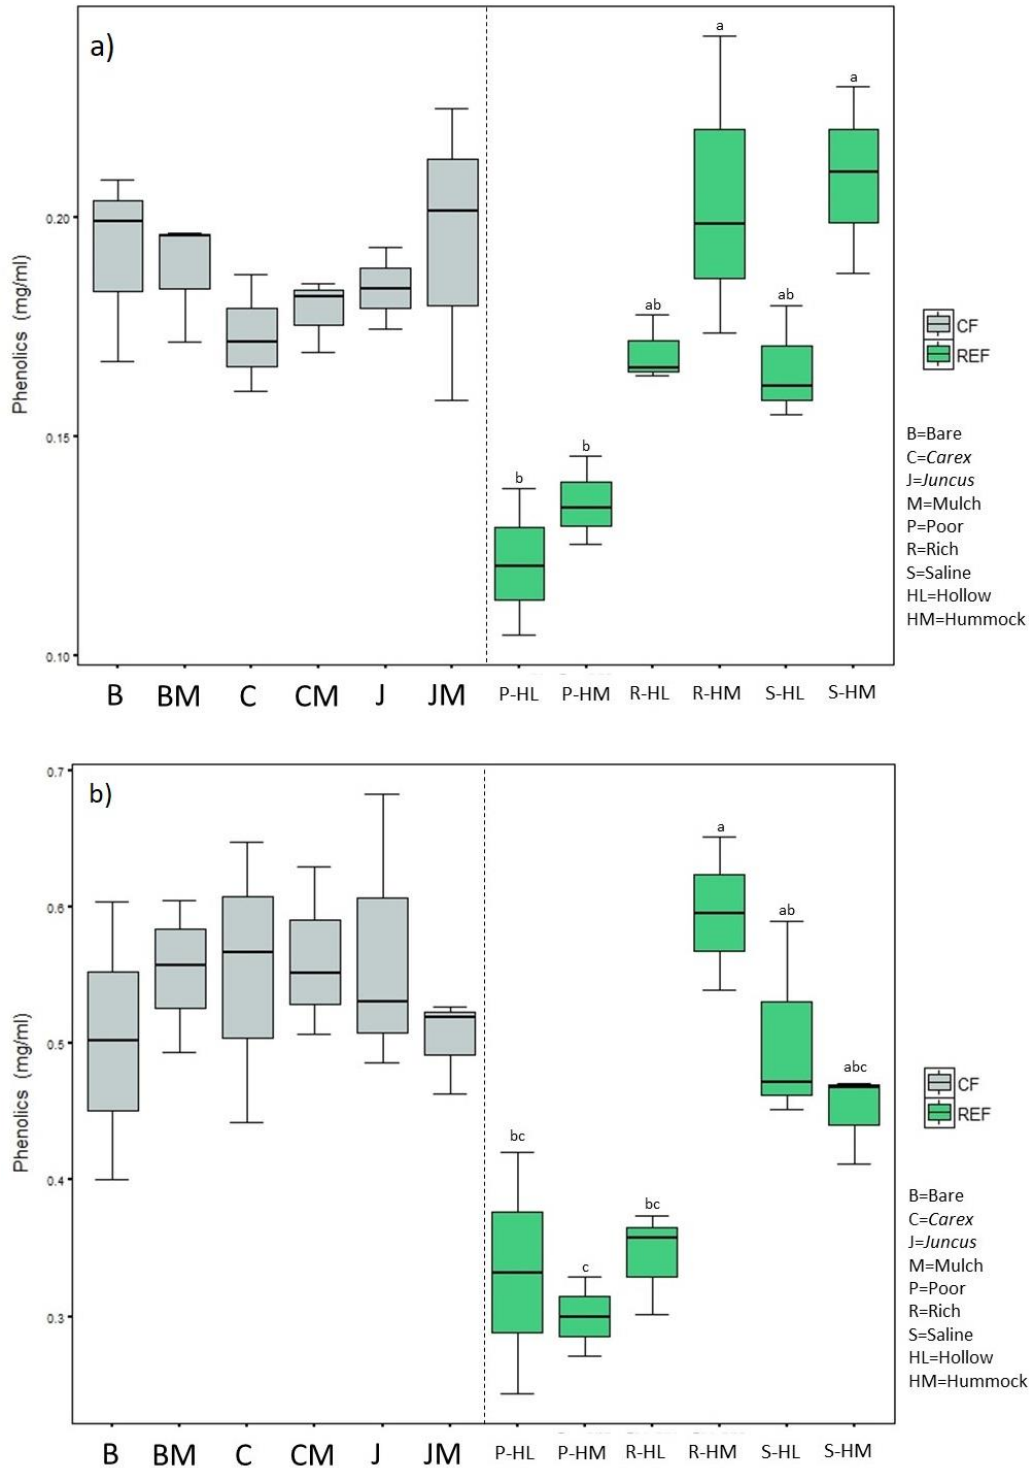 a)
a
a
0.20
ab
ab
CF
REF
Phenolics (mg/ml)
0.15
b
b
B=Bare
C=Carex
J=Juncus
M=Mulch
P=Poor
R=Rich
S=Saline
HL=Hollow
HM=Hummock
0.10
B BM C CM J JM P-HL P-HM R-HL R-HM S-HL S-HM
0.7
b)
a
0.6
ab
Phenolics (mg/ml)
0.5
abc
CF
REF
bc
0.4
bc
c
0.3
B=Bare
C=Carex
J=Juncus
M=Mulch
P=Poor
R=Rich
S=Saline
HL=Hollow
HM=Hummock
B BM C CM J JM P-HL P-HM R-HL R-HM S-HL S-HM